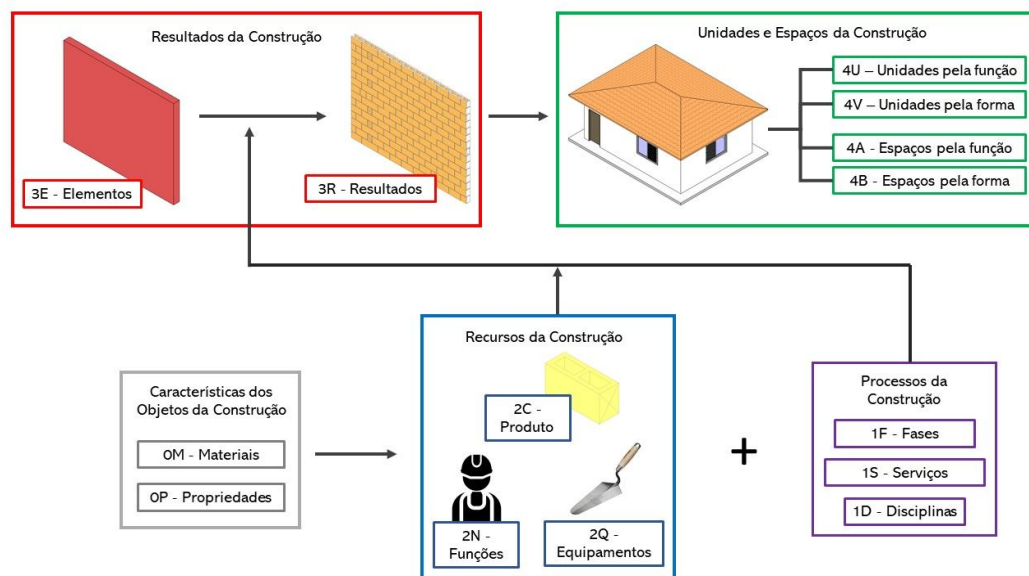 Resultados da Construção
3E - Elementos
3R - Resultados
Unidades e Espaços da Construção
4U – Unidades pela função
4V – Unidades pela forma
4A – Espaços pela função
4B – Espaços pela forma
Características dos
Objetos da Construção
0M - Materiais
0P - Propriedades
Recursos da Construção
2C -
Produto
2N -
Funções
2Q -
Equipamentos
+
Processos da
Construção
1F - Fases
1S - Serviços
1D - Disciplinas